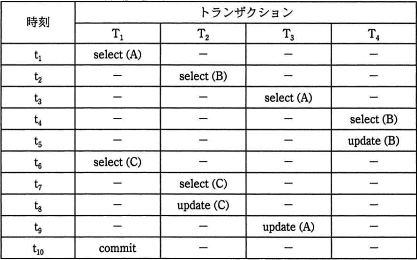 時刻 トランザクション
T₁ T₂ T₃ T₄
t₁ select (A) － － －
t₂ － select (B) － －
t₃ － － select (A) －
t₄ － － － select (B)
t₅ － － － update (B)
t₆ select (C) － － －
t₇ － select (C) － －
t₈ － update (C) － －
t₉ － － update (A) －
t₁₀ commit － － －